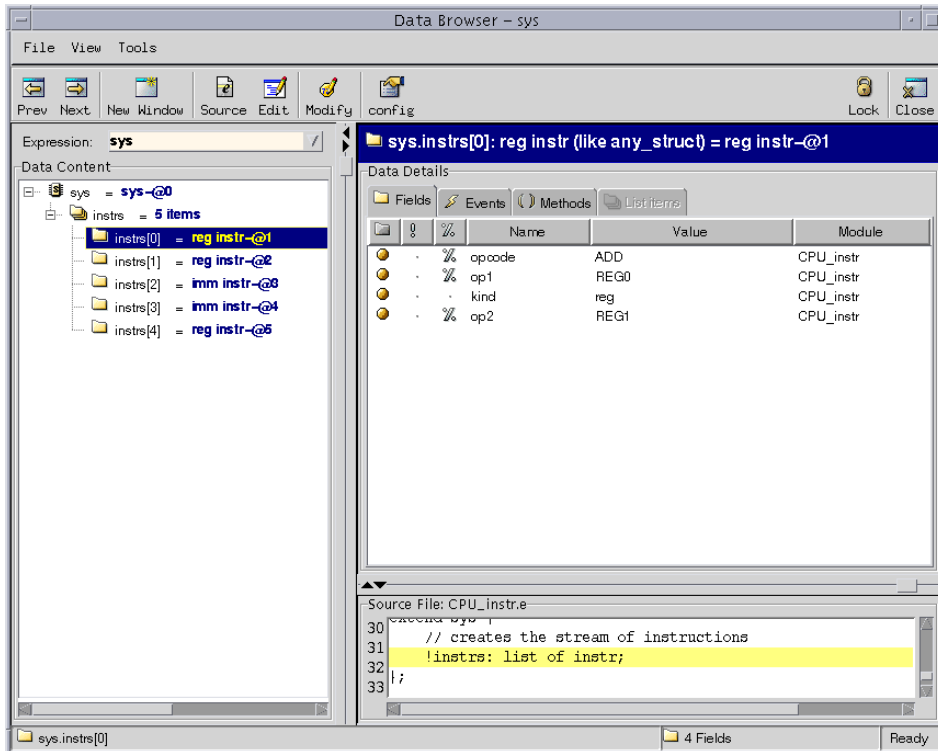 Data Browser – sys
File View Tools
Prev Next New Window Source Edit Modify config Lock Close
Expression: sys
Data Content
sys = sys-@0
instrs = 5 items
instrs[0] = reg instr-@1
instrs[1] = reg instr-@2
instrs[2] = imm instr-@3
instrs[3] = imm instr-@4
instrs[4] = reg instr-@5
sys.instrs[0]: reg instr (like any_struct) = reg instr-@1
Data Details
Fields Events Methods List items
! % Name Value Module
% opcode ADD CPU_instr
% op1 REG0 CPU_instr
kind reg CPU_instr
% op2 REG1 CPU_instr
Source File: CPU_instr.e
30 extend sys {
31 // creates the stream of instructions
32 !instrs: list of instr;
33 };
sys.instrs[0] 4 Fields Ready